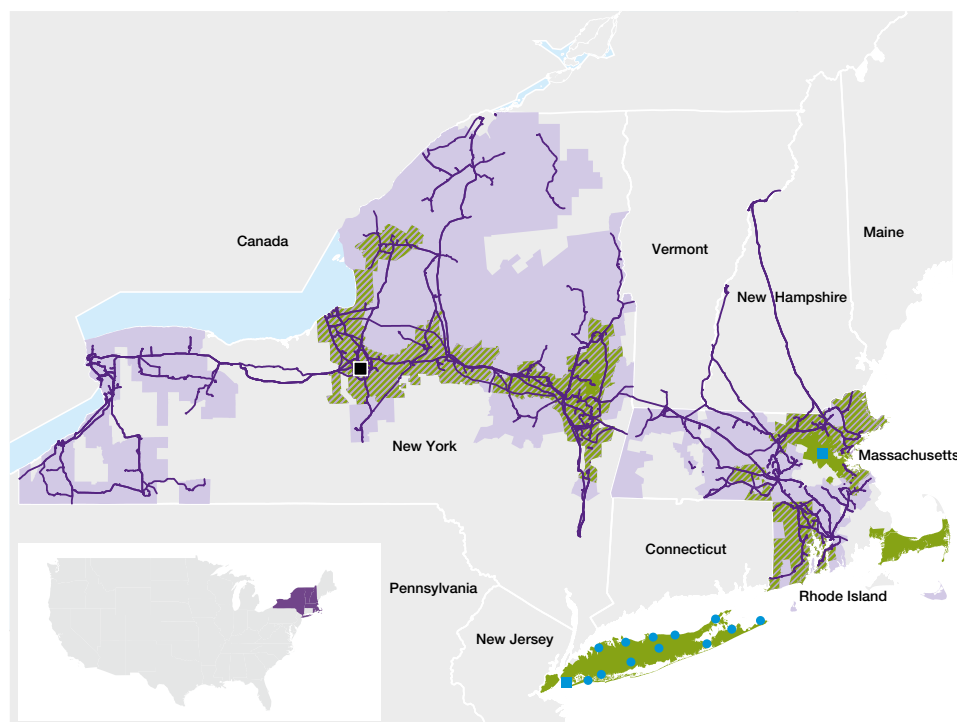 Canada
Maine
Vermont
New Hampshire
New York
Massachusetts
Connecticut
Pennsylvania
Rhode Island
New Jersey